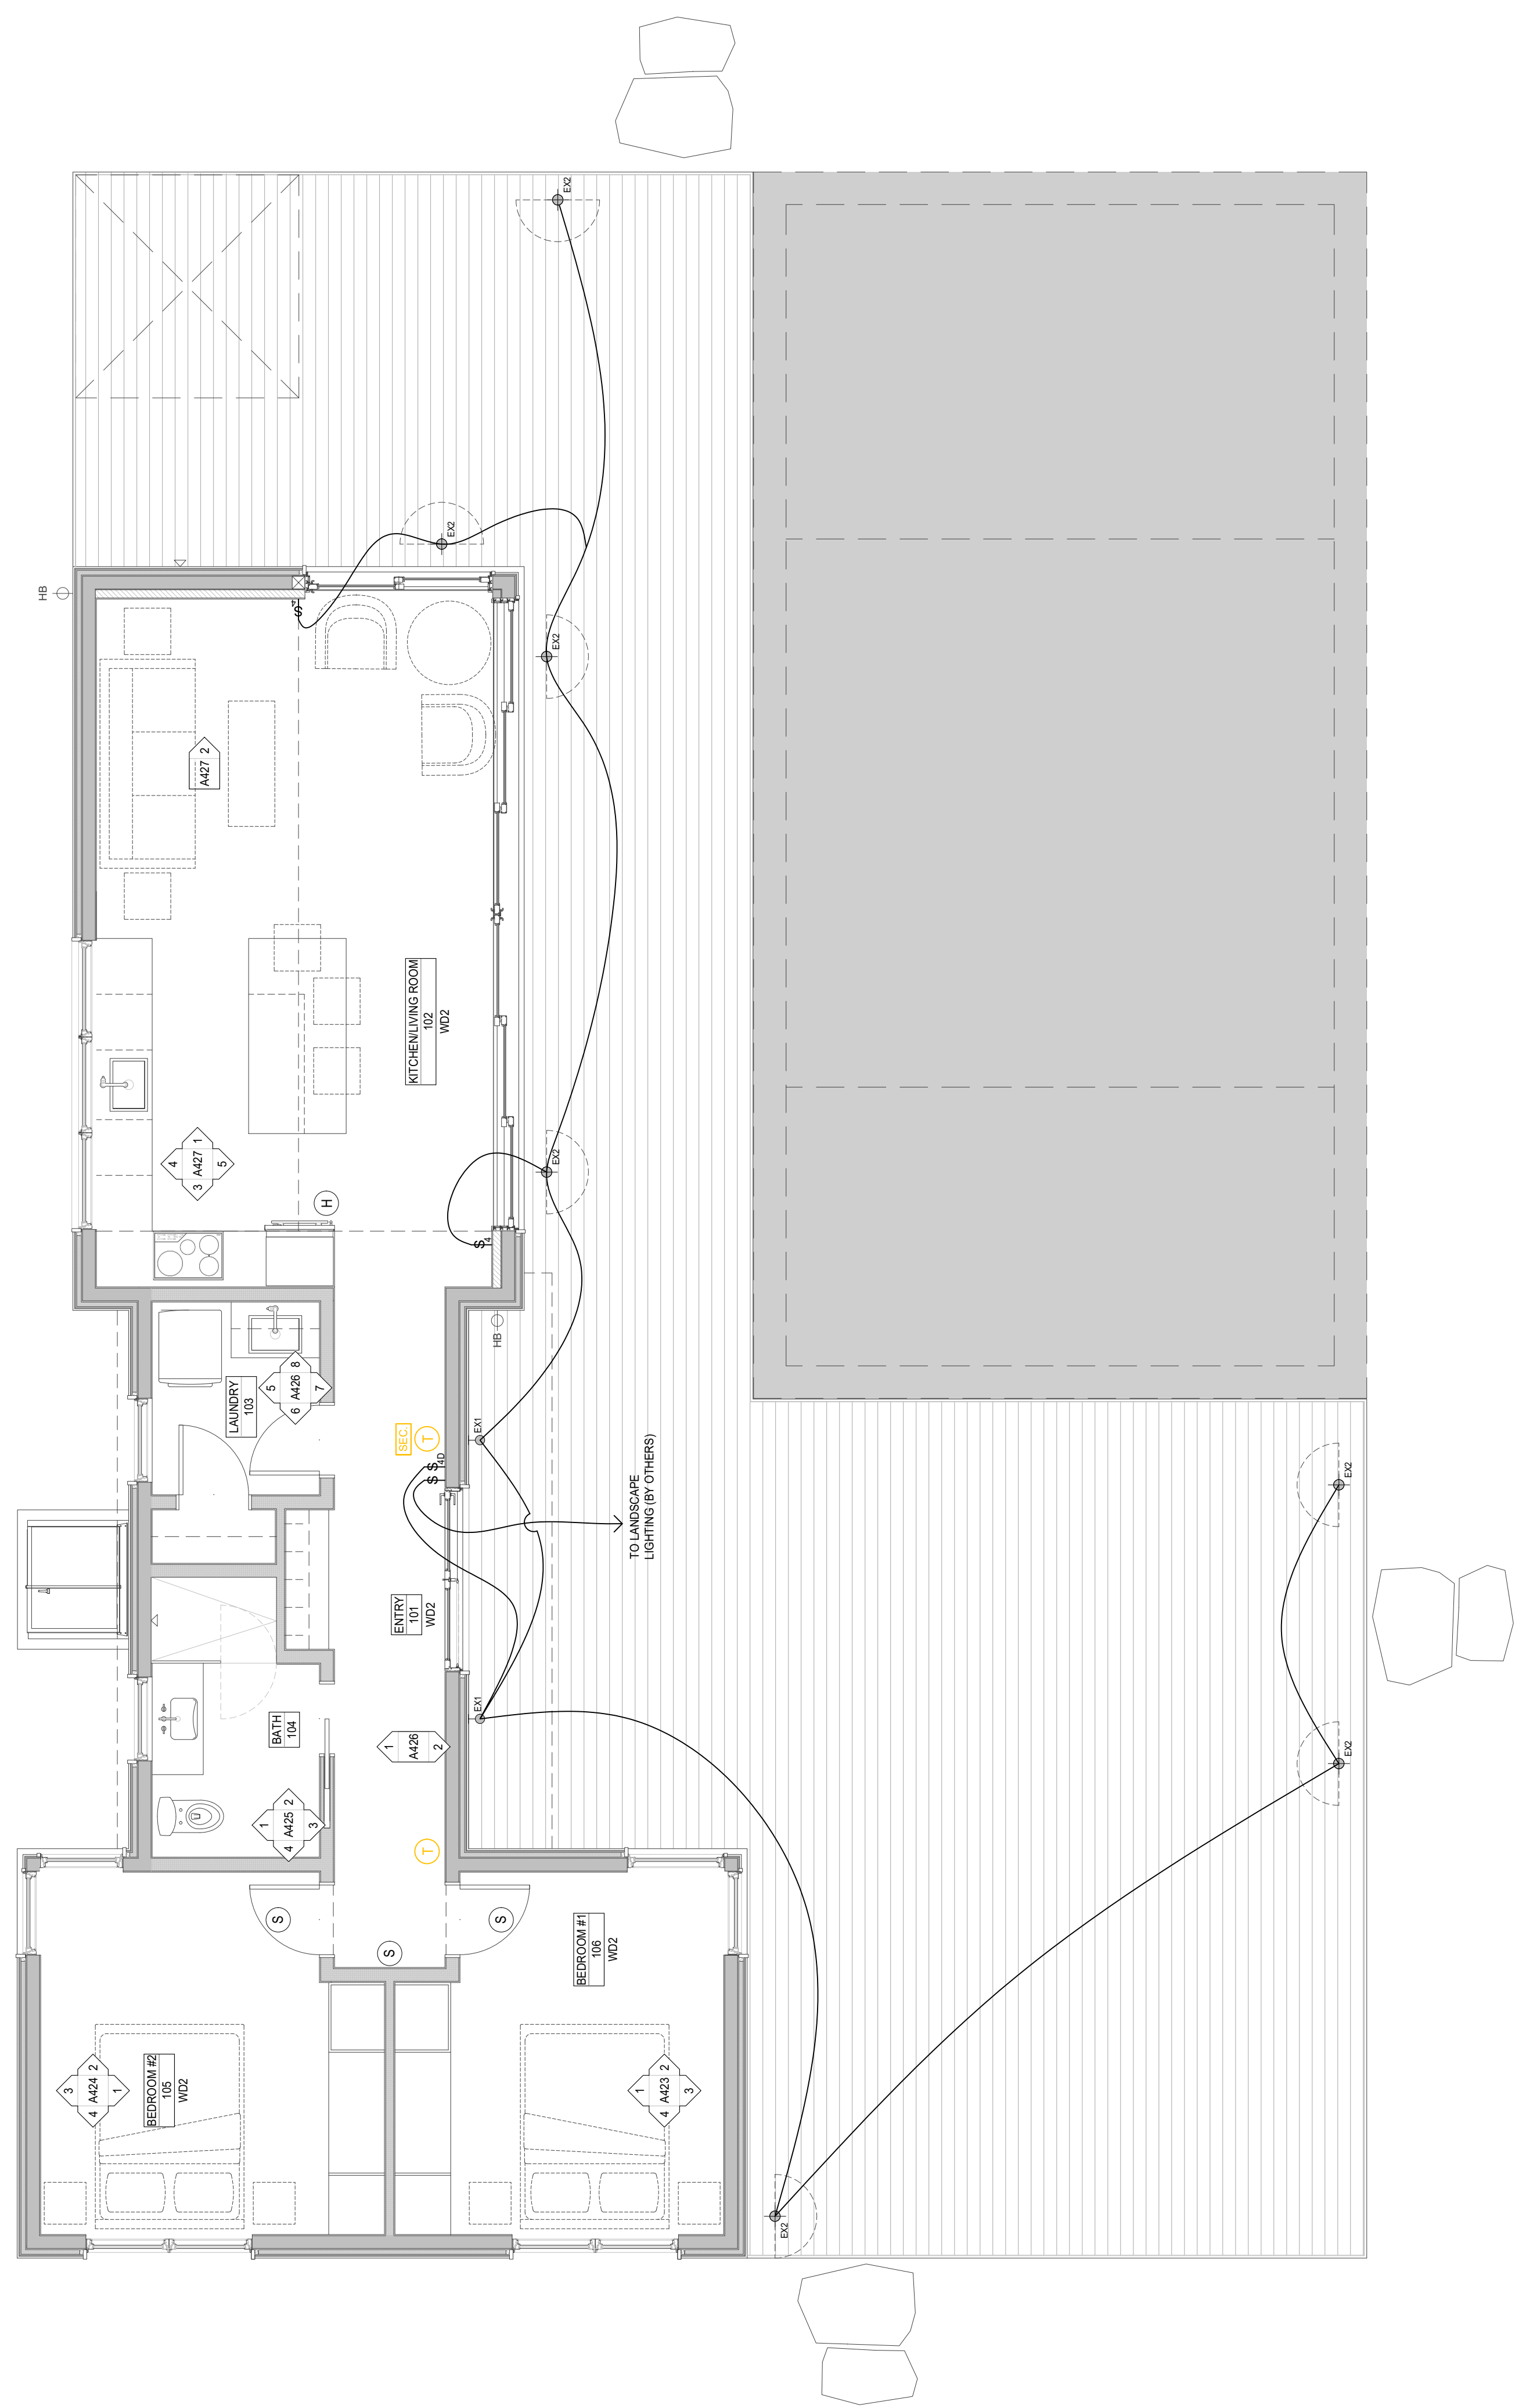 EX2
EX2
HB
S4
EX2
A427 2
KITCHEN/LIVING ROOM
102
WD2
4
3 A427 1
5
EX2
H
S4
HB
LAUNDRY
103
5
6 A426 8
7
SEC.
T
EX1
S S4D
TO LANDSCAPE
LIGHTING (BY OTHERS)
EX2
ENTRY
101
WD2
BATH
104
EX1
1
A426
2
EX2
1
4 A425 2
3
T
S
S
S
BEDROOM #1
106
WD2
BEDROOM #2
105
WD2
3
4 A424 2
1
1
4 A423 2
3
EX2